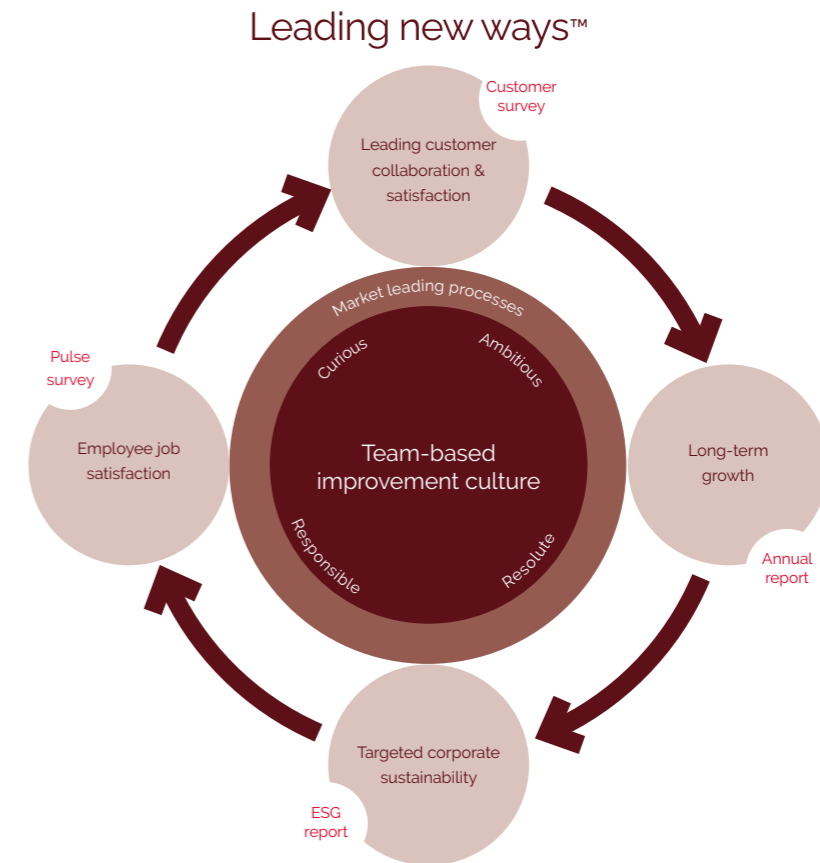 Leading new ways™
Customer
survey
Leading customer
collaboration &
satisfaction
Market leading processes
Curious
Ambitious
Pulse
survey
Employee job
satisfaction
Team-based
improvement culture
Long-term
growth
Responsible
Resolute
Annual
report
Targeted corporate
sustainability
ESG
report